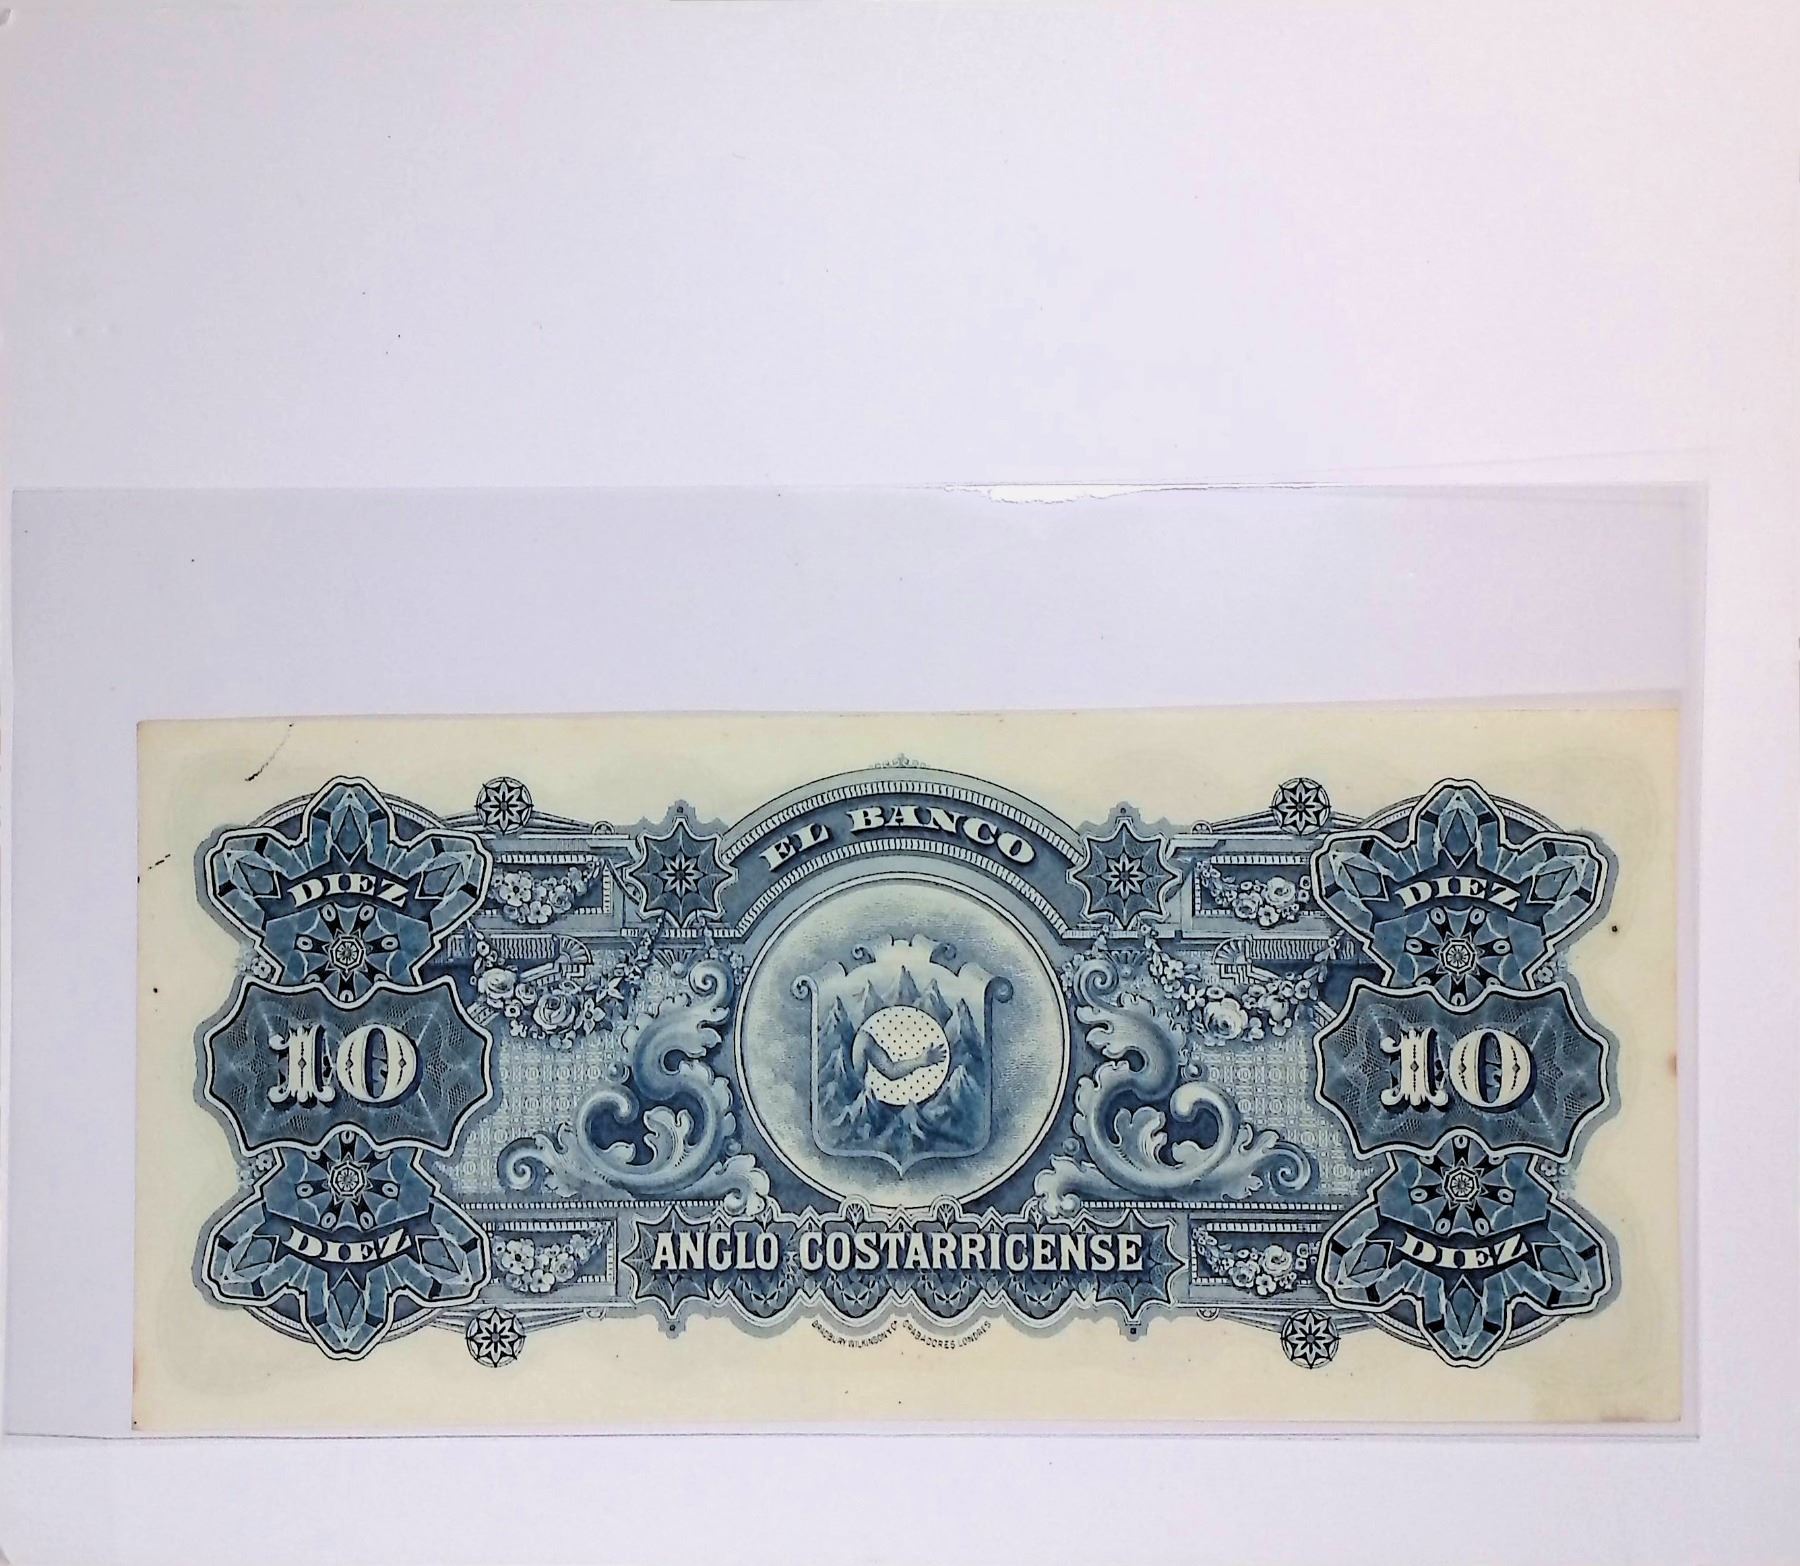 EL BANCO
DIEZ
DIEZ
10
10
DIEZ
DIEZ
ANGLO COSTARRICENSE
BRADBURY WILKINSON Y Cª GRABADORES LONDRES